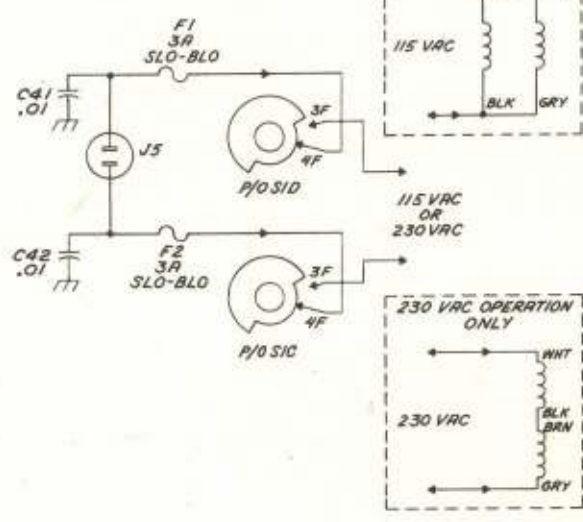 F1
3A
SLO-BLO
C41
.01
J5
3F
4F
P/O S1D
115 VAC
BLK
GRY
115 VAC
OR
230 VAC
C42
.01
F2
3A
SLO-BLO
3F
4F
P/O S1C
230 VAC OPERATION
ONLY
WHT
230 VAC
BLK
BRN
GRY